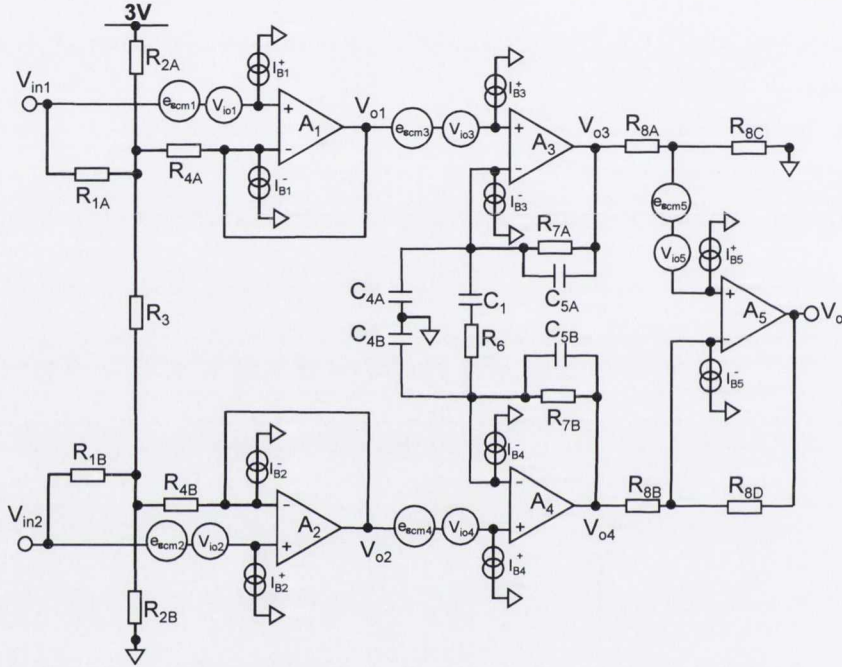 3V
R2A
Vin1
escm1
Vio1
IB1+
+
A1
-
IB1-
Vo1
R4A
R1A
escm3
Vio3
IB3+
+
A3
-
IB3-
Vo3
R8A
R8C
R7A
C5A
escm5
Vio5
IB5+
+
A5
-
IB5-
Vo
C4A
C1
C4B
R6
C5B
R7B
R3
R1B
Vin2
R4B
IB2-
-
A2
+
IB2+
escm2
Vio2
Vo2
escm4
Vio4
IB4-
-
A4
+
IB4+
Vo4
R8B
R8D
R2B